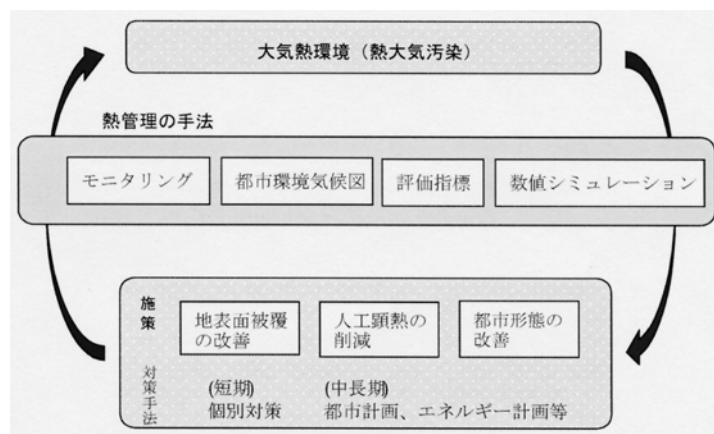 大気熱環境（熱大気汚染）
熱管理の手法
モニタリング
都市環境気候図
評価指標
数値シミュレーション
施策
地表面被覆
の改善
人工顕熱の
削減
都市形態の
改善
対策手法
(短期)
個別対策
(中長期)
都市計画、エネルギー計画等